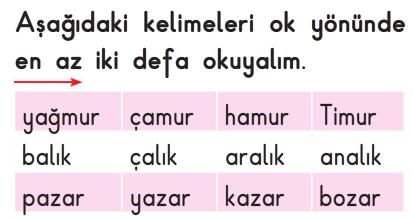 Aşağıdaki kelimeleri ok yönünde
en az iki defa okuyalım.
yağmur çamur hamur Timur
balık çalık aralık analık
pazar yazar kazar bozar